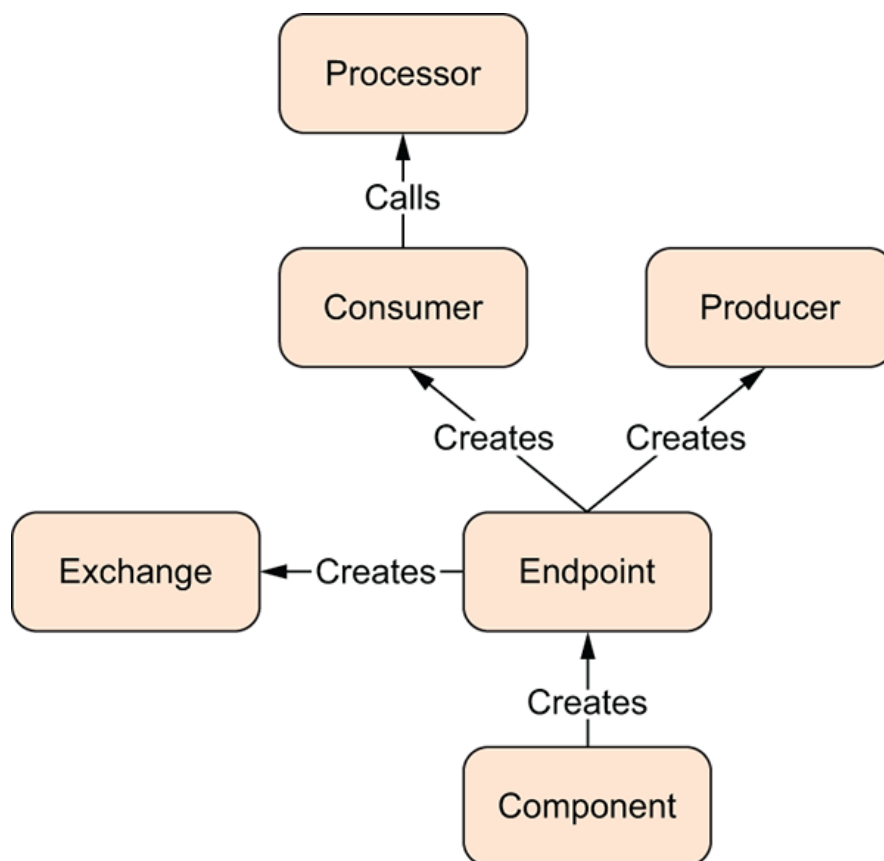 Processor
Calls
Consumer
Producer
Creates
Creates
Exchange
Creates
Endpoint
Creates
Component